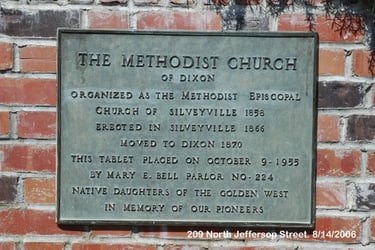 THE METHODIST CHURCH
OF DIXON
ORGANIZED AS THE METHODIST EPISCOPAL
CHURCH OF SILVEYVILLE 1858
ERECTED IN SILVEYVILLE 1866
MOVED TO DIXON 1870
THIS TABLET PLACED ON OCTOBER 9-1955
BY MARY E. BELL PARLOR NO-224
NATIVE DAUGHTERS OF THE GOLDEN WEST
IN MEMORY OF OUR PIONEERS
209 North Jefferson Street. 8/14/2006